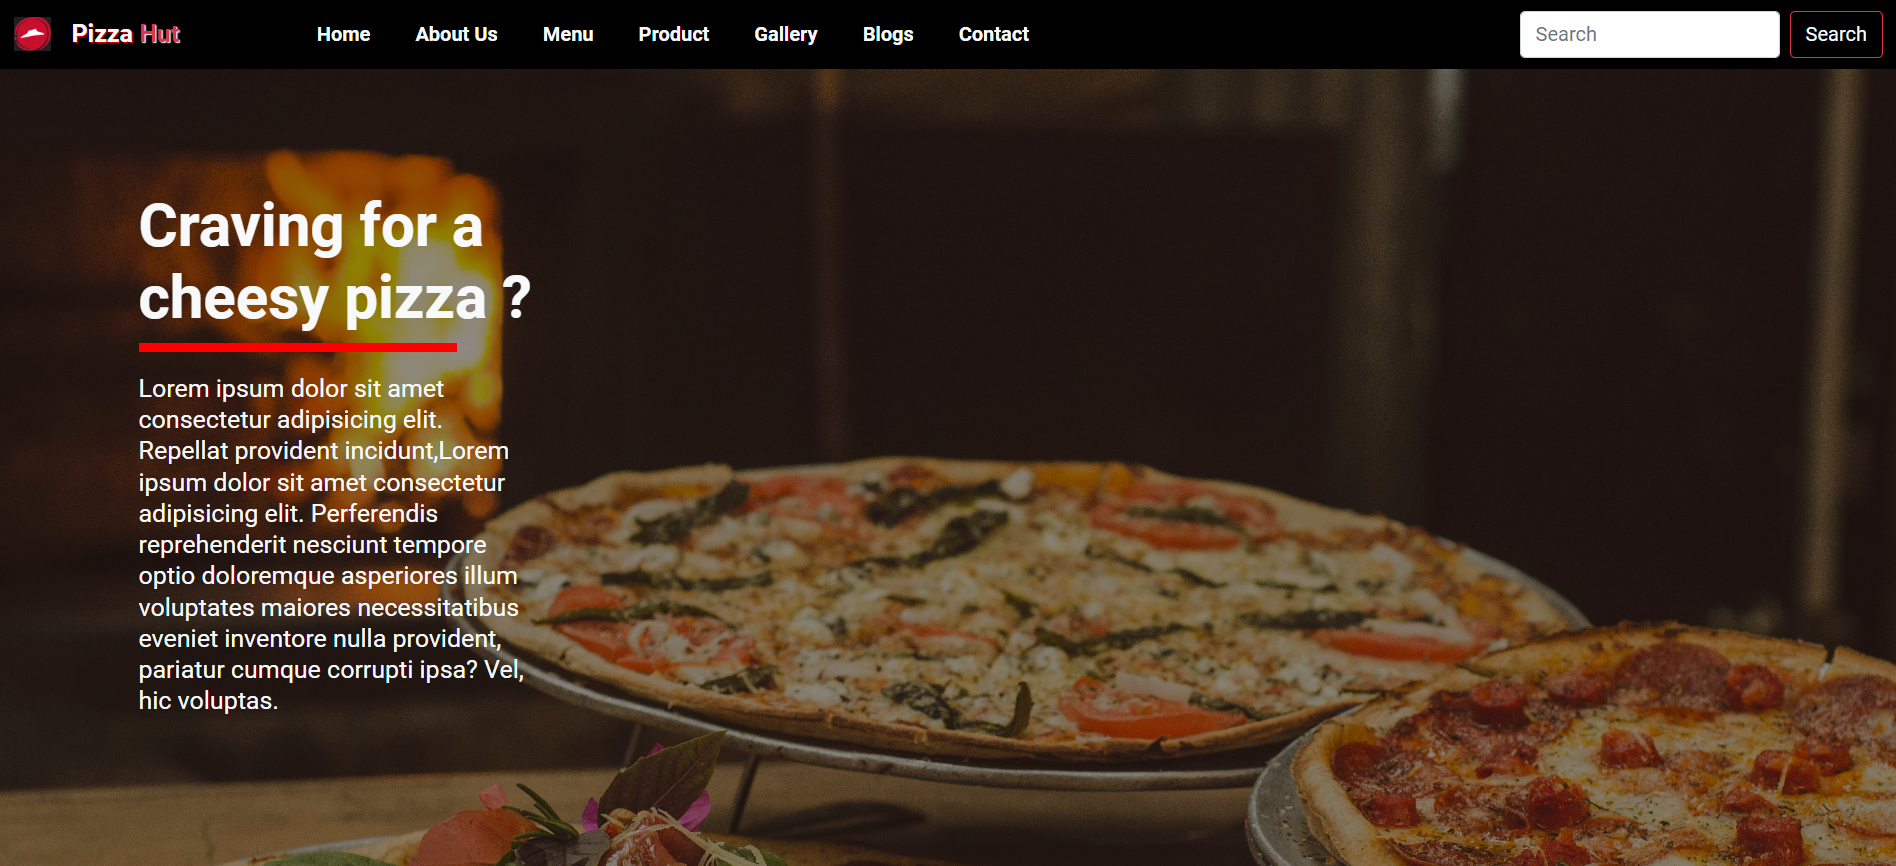 Pizza Hut
Home About Us Menu Product Gallery Blogs Contact
Search Search
Craving for a
cheesy pizza ?
Lorem ipsum dolor sit amet
consectetur adipisicing elit.
Repellat provident incidunt,Lorem
ipsum dolor sit amet consectetur
adipisicing elit. Perferendis
reprehenderit nesciunt tempore
optio doloremque asperiores illum
voluptates maiores necessitatibus
eveniet inventore nulla provident,
pariatur cumque corrupti ipsa? Vel,
hic voluptas.